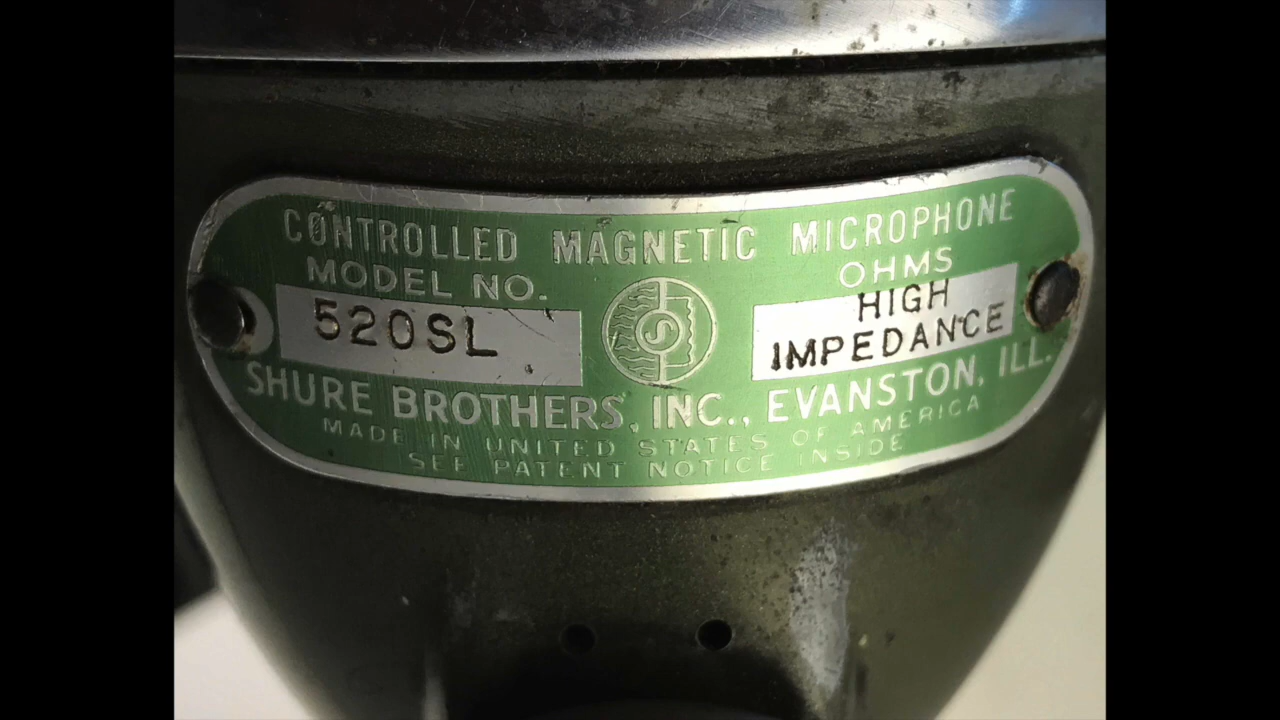 CONTROLLED MAGNETIC MICROPHONE
MODEL NO. OHMS
520SL HIGH IMPEDANCE
SHURE BROTHERS, INC., EVANSTON, ILL.
MADE IN UNITED STATES OF AMERICA
SEE PATENT NOTICE INSIDE